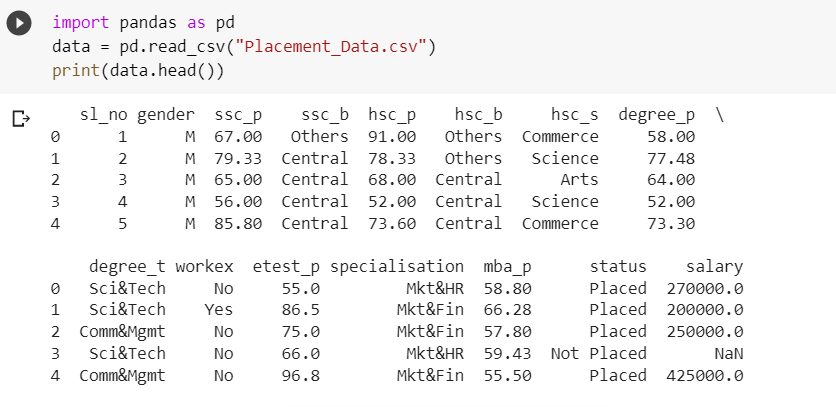 import pandas as pd
data = pd.read_csv("Placement_Data.csv")
print(data.head())
sl_no gender ssc_p ssc_b hsc_p hsc_b hsc_s degree_p \
0 1 M 67.00 Others 91.00 Others Commerce 58.00
1 2 M 79.33 Central 78.33 Others Science 77.48
2 3 M 65.00 Central 68.00 Central Arts 64.00
3 4 M 56.00 Central 52.00 Central Science 52.00
4 5 M 85.80 Central 73.60 Central Commerce 73.30
degree_t workex etest_p specialisation mba_p status salary
0 Sci&Tech No 55.0 Mkt&HR 58.80 Placed 270000.0
1 Sci&Tech Yes 86.5 Mkt&Fin 66.28 Placed 200000.0
2 Comm&Mgmt No 75.0 Mkt&Fin 57.80 Placed 250000.0
3 Sci&Tech No 66.0 Mkt&HR 59.43 Not Placed NaN
4 Comm&Mgmt No 96.8 Mkt&Fin 55.50 Placed 425000.0